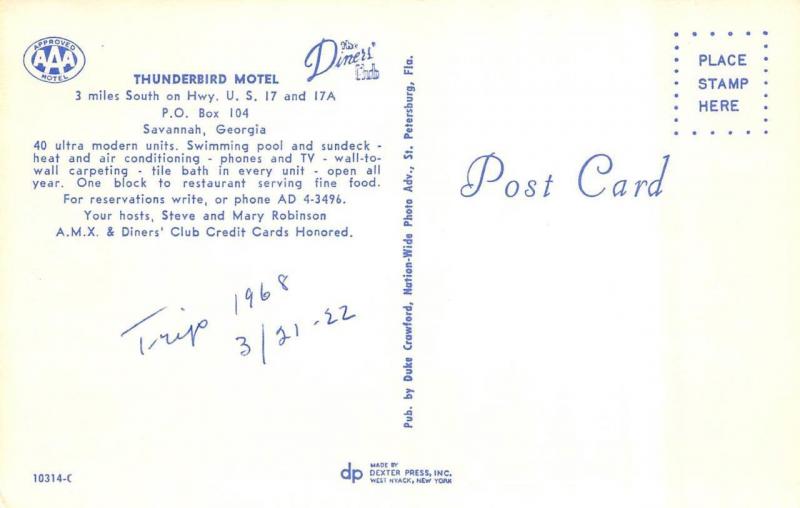 APPROVED
AAA
MOTEL
The
Diners'
Club
THUNDERBIRD MOTEL
3 miles South on Hwy. U. S. 17 and 17A
P.O. Box 104
Savannah, Georgia
40 ultra modern units. Swimming pool and sundeck -
heat and air conditioning - phones and TV - wall-to-
wall carpeting - tile bath in every unit - open all
year. One block to restaurant serving fine food.
For reservations write, or phone AD 4-3496.
Your hosts, Steve and Mary Robinson
A.M.X. & Diners' Club Credit Cards Honored.
Trip 1968
3/21-22
10314-C
Pub. by Duke Crawford, Nation-Wide Photo Adv., St. Petersburg, Fla.
dp
MADE BY
DEXTER PRESS, INC.
WEST NYACK, NEW YORK
Post Card
PLACE
STAMP
HERE